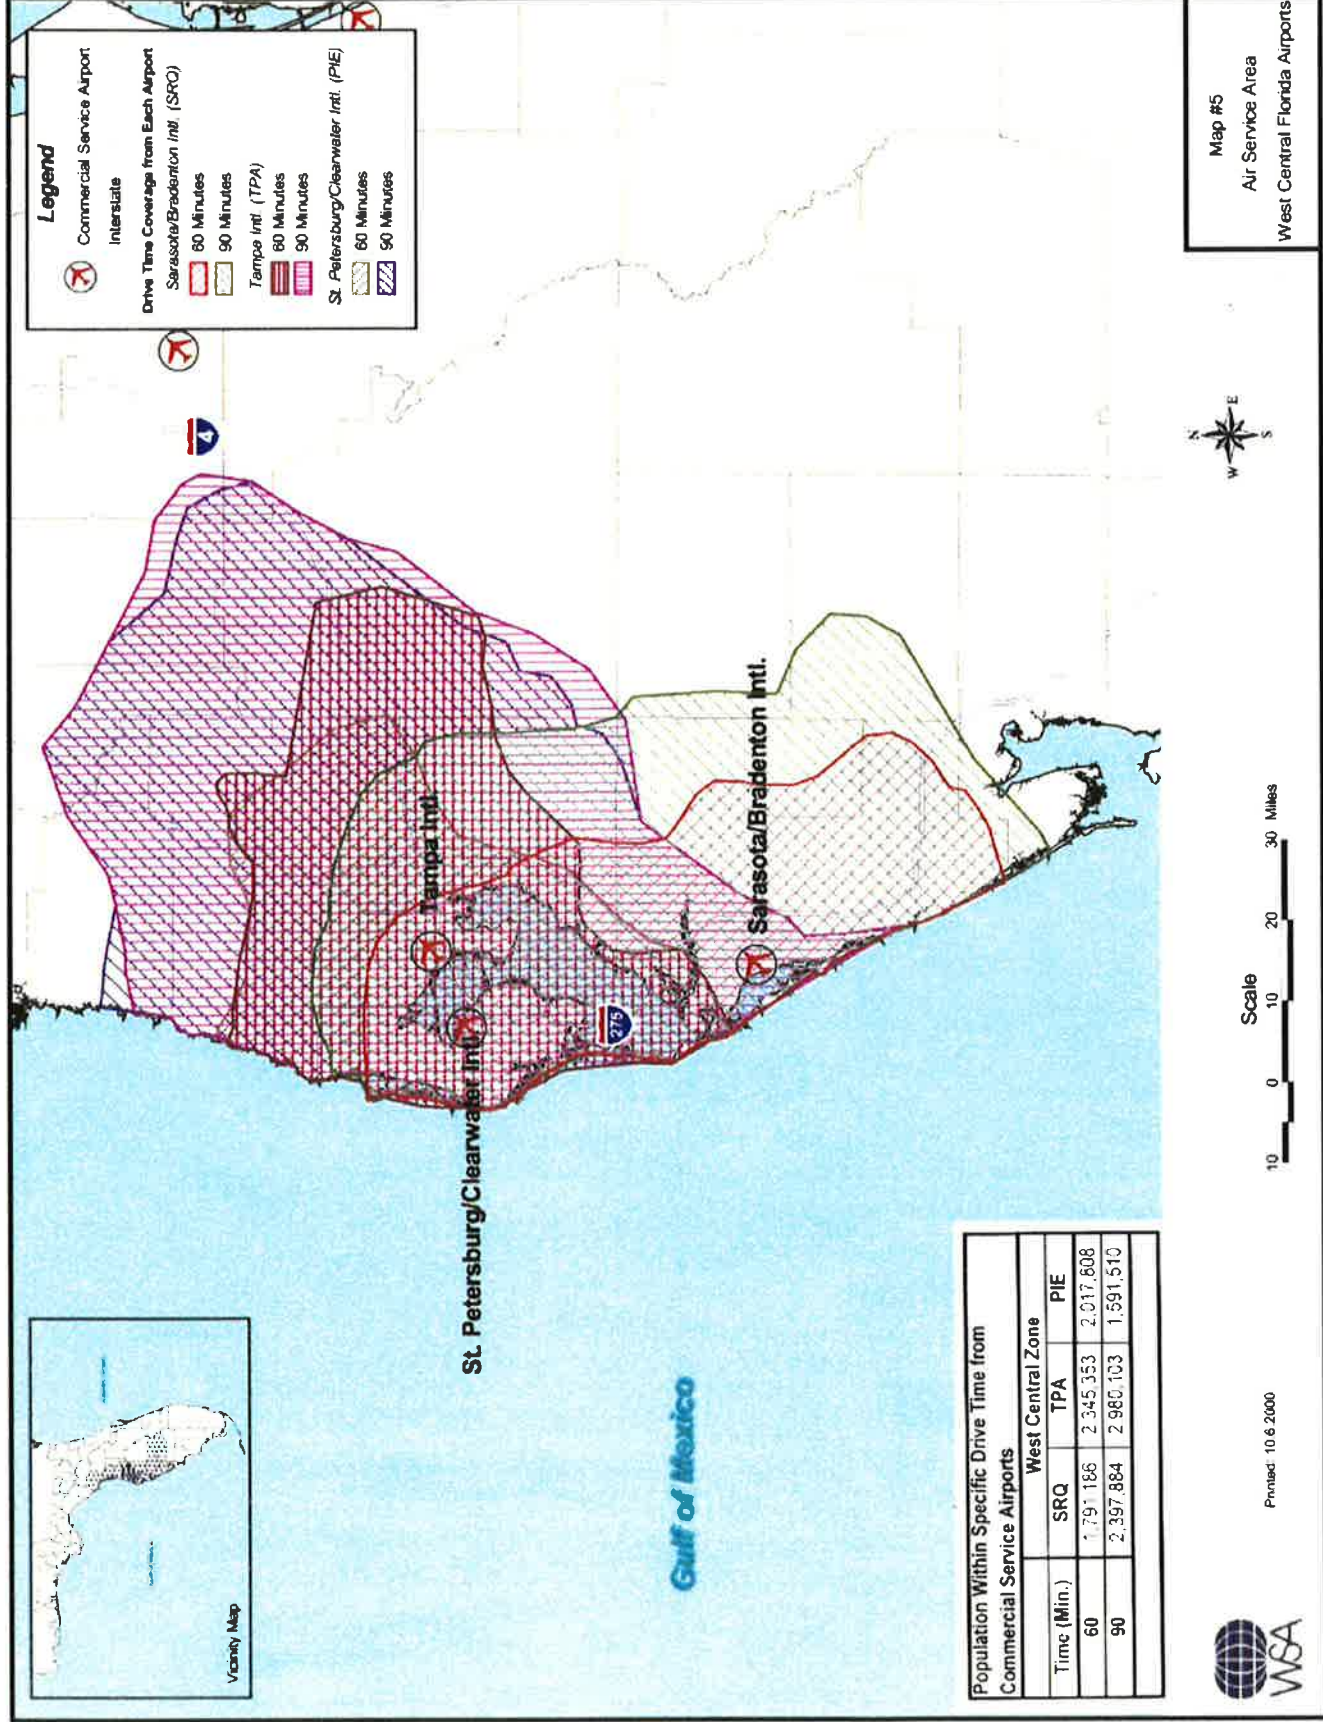 Legend
Commercial Service Airport
Interstate
Drive Time Coverage from Each Airport
Sarasota/Bradenton Intl. (SRQ)
60 Minutes
90 Minutes
Tampa Intl. (TPA)
60 Minutes
90 Minutes
St. Petersburg/Clearwater Intl. (PIE)
60 Minutes
90 Minutes
4
Tampa Intl.
St. Petersburg/Clearwater Intl.
275
Sarasota/Bradenton Intl.
Gulf of Mexico
Vicinity Map
Population Within Specific Drive Time from
Commercial Service Airports
West Central Zone
Time (Min.) SRQ TPA PIE
60 1,791,186 2,345,353 2,017,608
90 2,397,884 2,980,103 1,591,510
N
W E
S
Scale
10 0 10 20 30 Miles
Printed: 10.6.2000
WSA
Map #5
Air Service Area
West Central Florida Airports